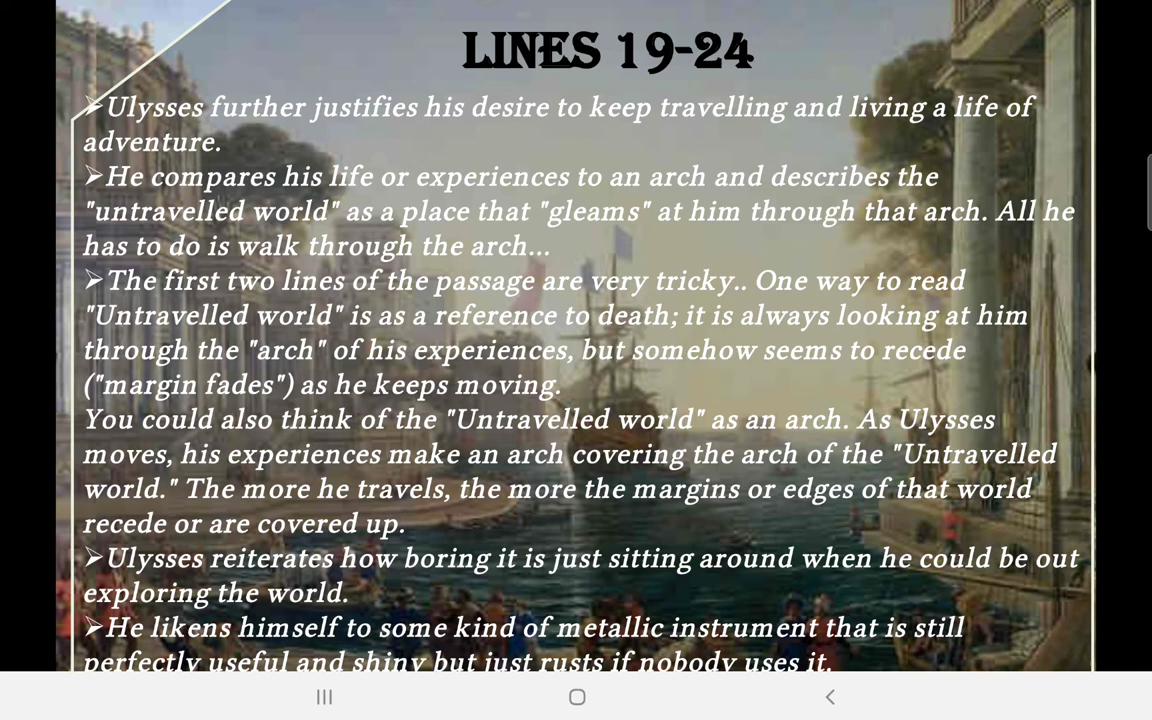 LINES 19-24
➢Ulysses further justifies his desire to keep travelling and living a life of
adventure.
➢He compares his life or experiences to an arch and describes the
"untravelled world" as a place that "gleams" at him through that arch. All he
has to do is walk through the arch...
➢The first two lines of the passage are very tricky.. One way to read
"Untravelled world" is as a reference to death; it is always looking at him
through the "arch" of his experiences, but somehow seems to recede
("margin fades") as he keeps moving.
You could also think of the "Untravelled world" as an arch. As Ulysses
moves, his experiences make an arch covering the arch of the "Untravelled
world." The more he travels, the more the margins or edges of that world
recede or are covered up.
➢Ulysses reiterates how boring it is just sitting around when he could be out
exploring the world.
➢He likens himself to some kind of metallic instrument that is still
perfectly useful and shiny but just rusts if nobody uses it.